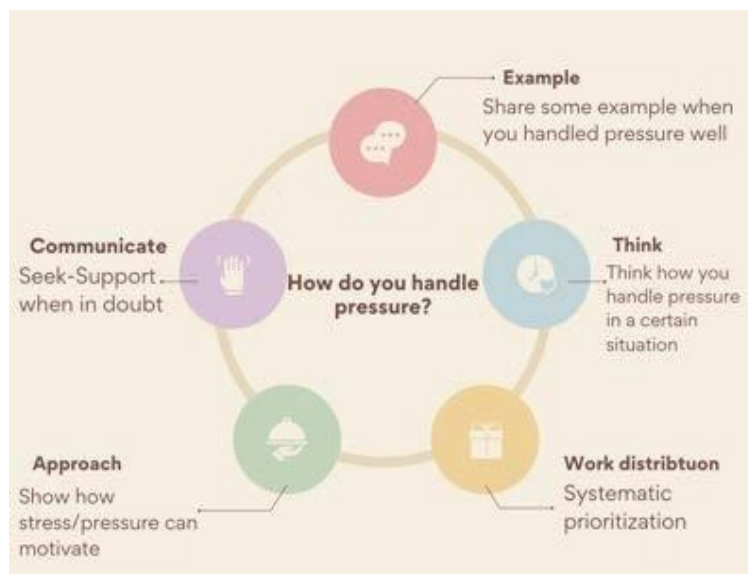 Example
Share some example when
you handled pressure well
Think
Think how you
handle pressure
in a certain
situation
Work distribtuon
Systematic
prioritization
Approach
Show how
stress/pressure can
motivate
Communicate
Seek-Support
when in doubt
How do you handle
pressure?